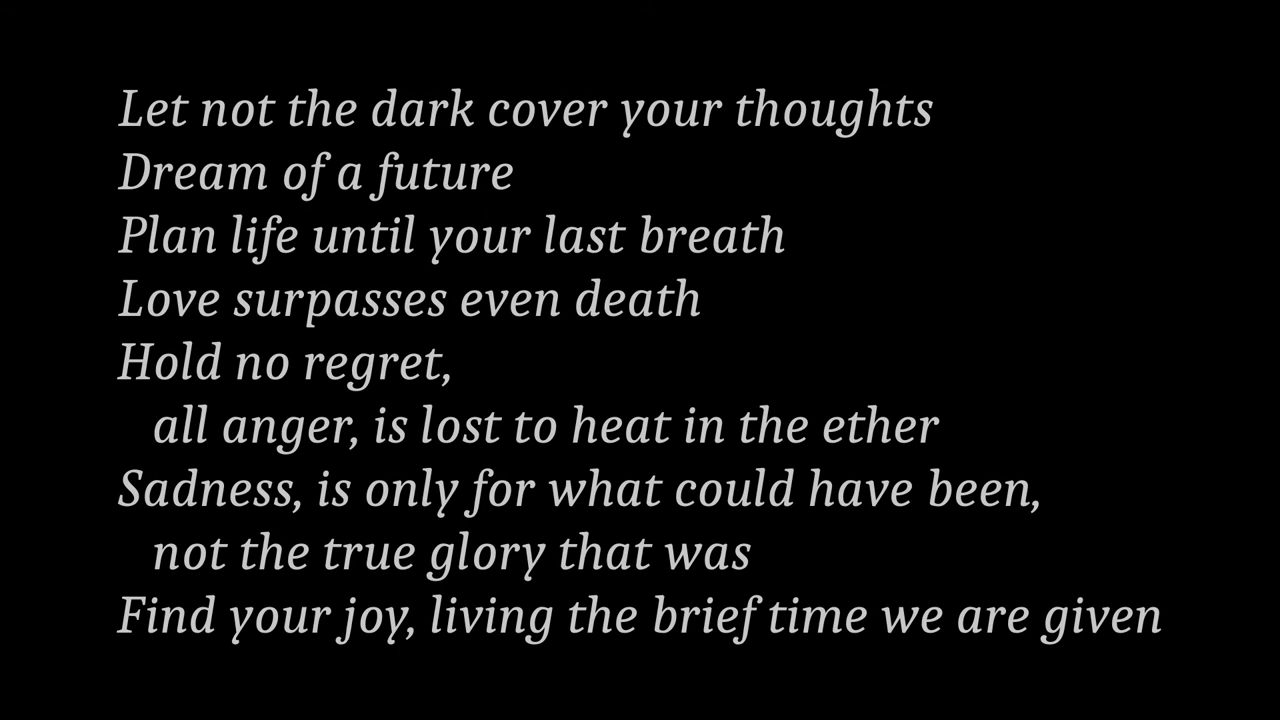 Let not the dark cover your thoughts
Dream of a future
Plan life until your last breath
Love surpasses even death
Hold no regret,
all anger, is lost to heat in the ether
Sadness, is only for what could have been,
not the true glory that was
Find your joy, living the brief time we are given